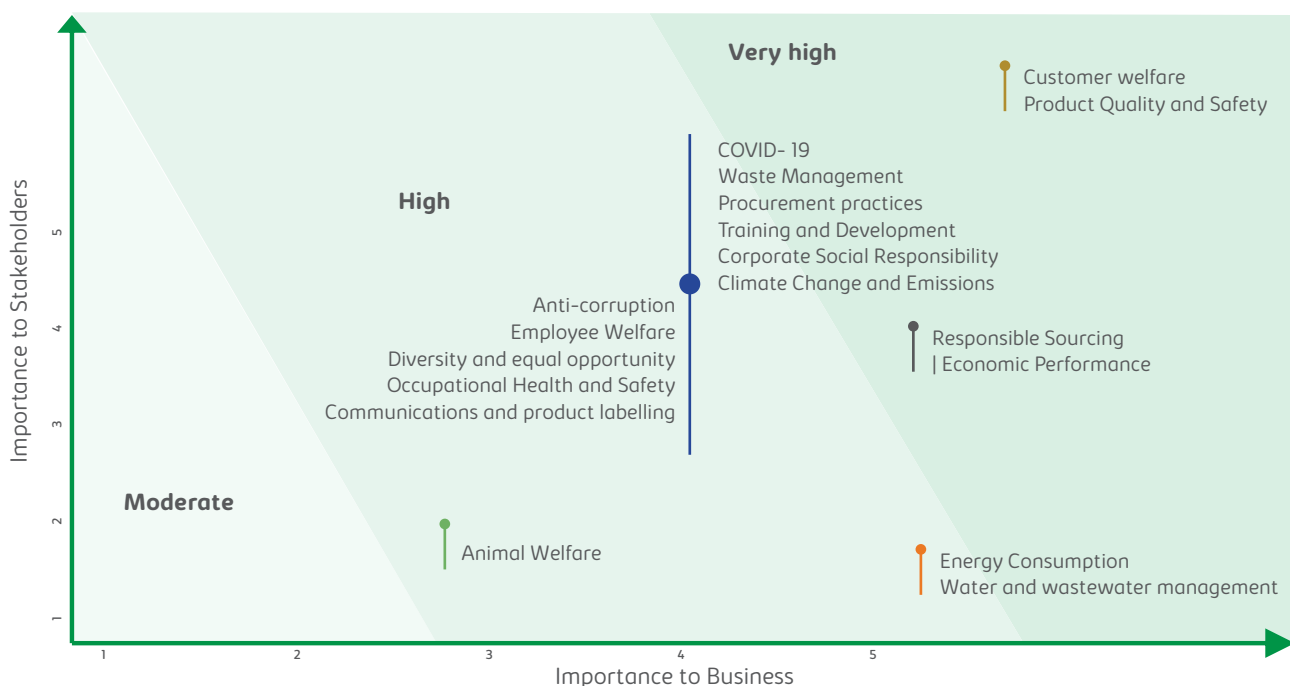 Very high
Customer welfare
Product Quality and Safety
COVID- 19
Waste Management
Procurement practices
Training and Development
Corporate Social Responsibility
Climate Change and Emissions
High
Anti-corruption
Employee Welfare
Diversity and equal opportunity
Occupational Health and Safety
Communications and product labelling
Responsible Sourcing
| Economic Performance
Moderate
Animal Welfare
Energy Consumption
Water and wastewater management
Importance to Stakeholders
5
4
3
2
1
1 2 3 4 5
Importance to Business